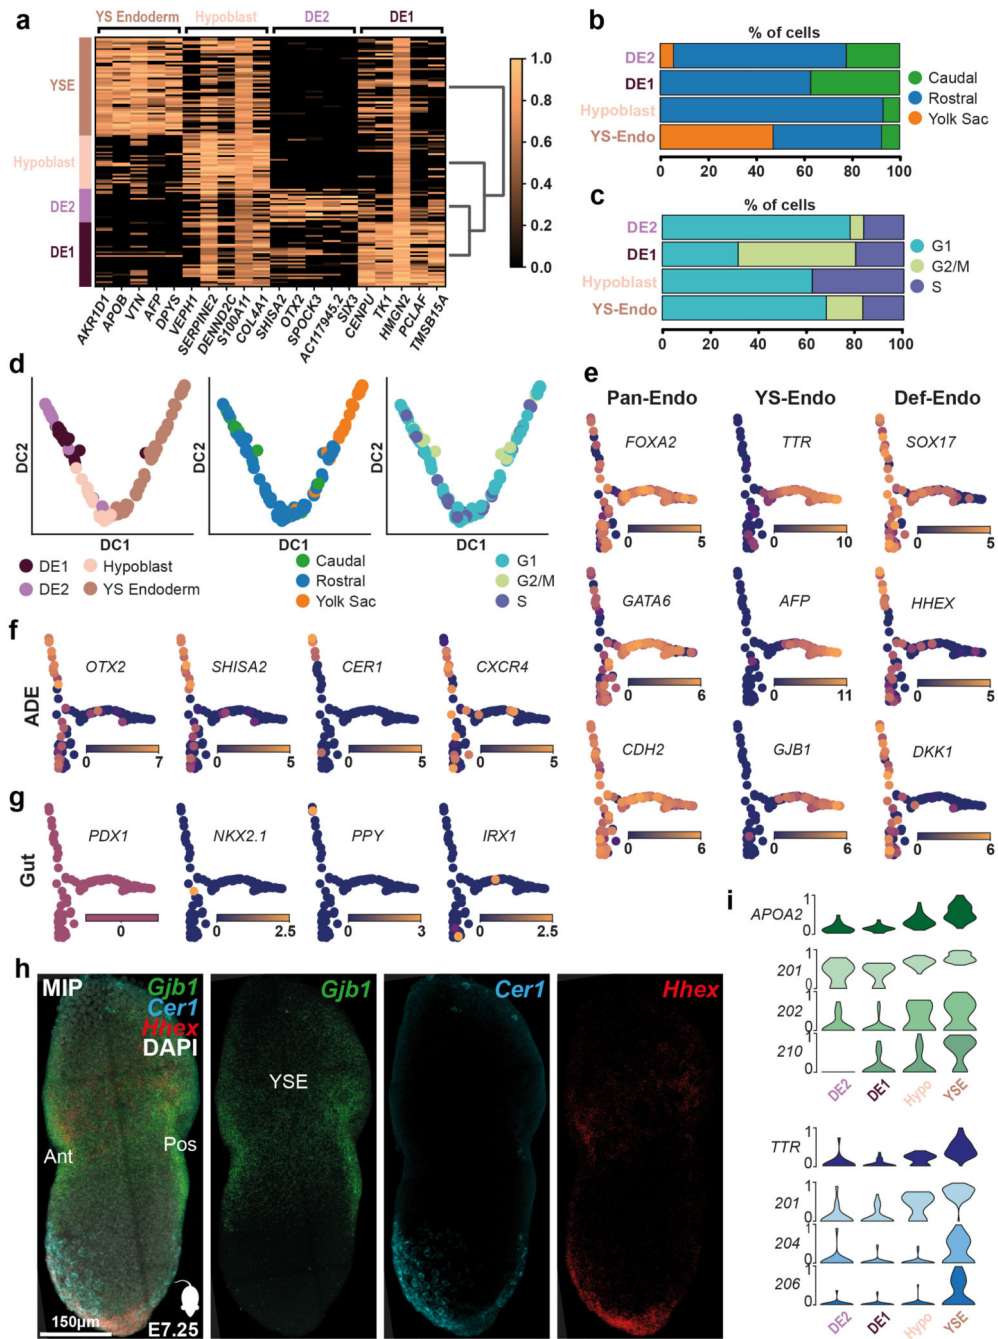 a
YS Endoderm Hypoblast DE2 DE1
YSE
Hypoblast
DE2
DE1
1.0
0.8
0.6
0.4
0.2
0.0
AKR1D1 APOB VTN AFP DPYS VEPH1 SERPINE2 DENND2C S100A11 COL4A1 SHISA2 OTX2 SPOCK3 AC117945.2 SIX3 CENPU TK1 HMGN2 PCLAF TMSB15A
b
% of cells
DE2
DE1
Hypoblast
YS-Endo
0 20 40 60 80 100
Caudal
Rostral
Yolk Sac
c
% of cells
DE2
DE1
Hypoblast
YS-Endo
0 20 40 60 80 100
G1
G2/M
S
d
DC2 DC2 DC2
DC1 DC1 DC1
DE1 Hypoblast
DE2 YS Endoderm
Caudal
Rostral
Yolk Sac
G1
G2/M
S
e
Pan-Endo YS-Endo Def-Endo
FOXA2 TTR SOX17
0 5 0 10 0 5
GATA6 AFP HHEX
0 6 0 11 0 5
CDH2 GJB1 DKK1
0 6 0 6 0 6
f
ADE
OTX2 SHISA2 CER1 CXCR4
0 7 0 5 0 5 0 5
g
Gut
PDX1 NKX2.1 PPY IRX1
0 0 2.5 0 3 0 2.5
h
MIP Gjb1
Cer1
Hhex
DAPI
Ant
Pos
150µm
E7.25
Gjb1
YSE
Cer1
Hhex
i
APOA2 1 0
201 1 0
202 1 0
210 1 0
DE2 DE1 Hypo YSE
TTR 1 0
201 1 0
204 1 0
206 1 0
DE2 DE1 Hypo YSE